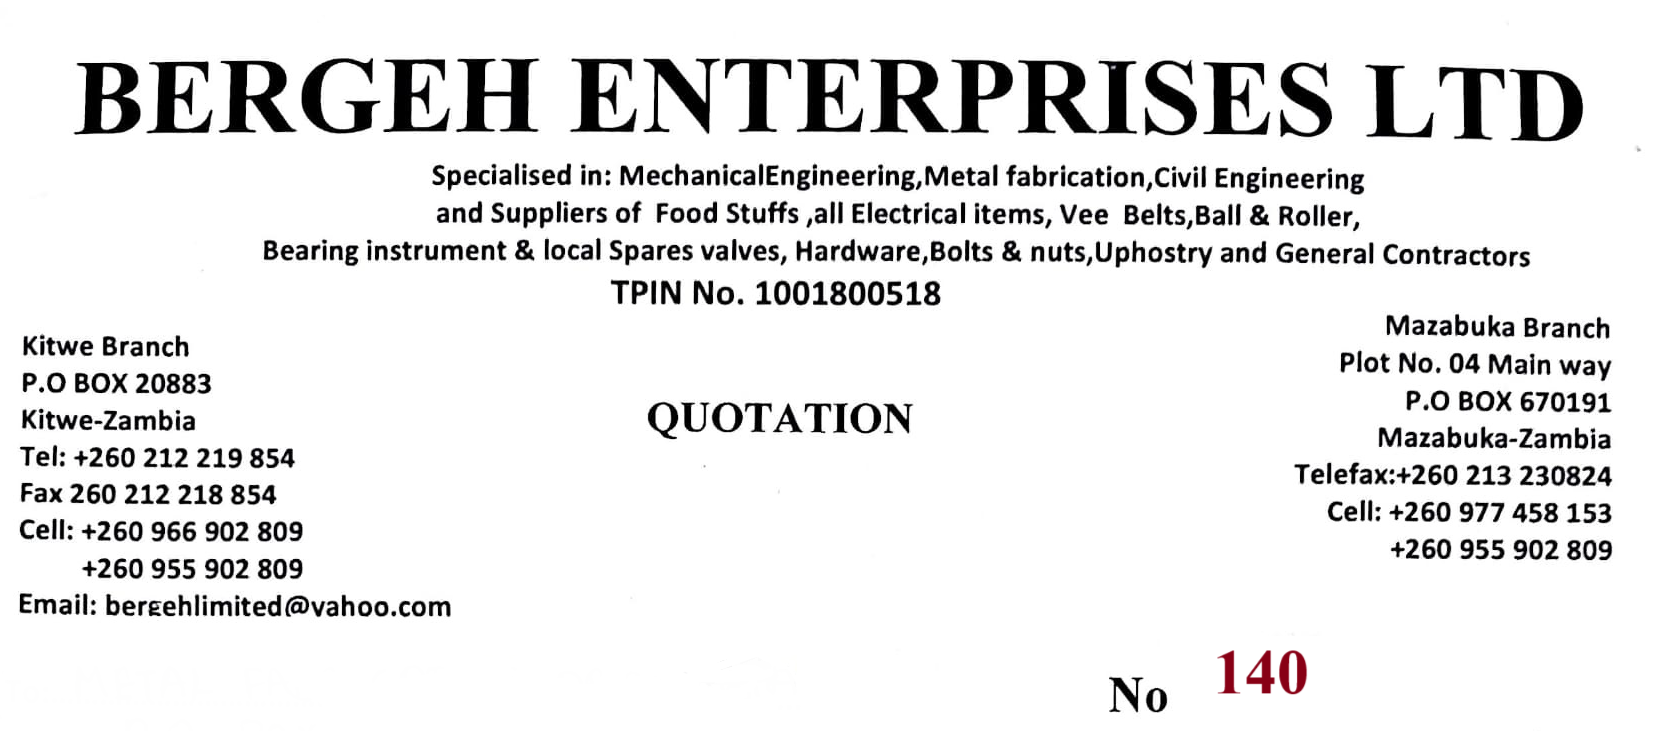 BERGEH ENTERPRISES LTD
Specialised in: MechanicalEngineering,Metal fabrication,Civil Engineering
and Suppliers of Food Stuffs ,all Electrical items, Vee Belts,Ball & Roller,
Bearing instrument & local Spares valves, Hardware,Bolts & nuts,Uphostry and General Contractors
TPIN No. 1001800518
Kitwe Branch
P.O BOX 20883
Kitwe-Zambia
Tel: +260 212 219 854
Fax 260 212 218 854
Cell: +260 966 902 809
+260 955 902 809
Email: bergehlimited@yahoo.com
QUOTATION
Mazabuka Branch
Plot No. 04 Main way
P.O BOX 670191
Mazabuka-Zambia
Telefax:+260 213 230824
Cell: +260 977 458 153
+260 955 902 809
No 140